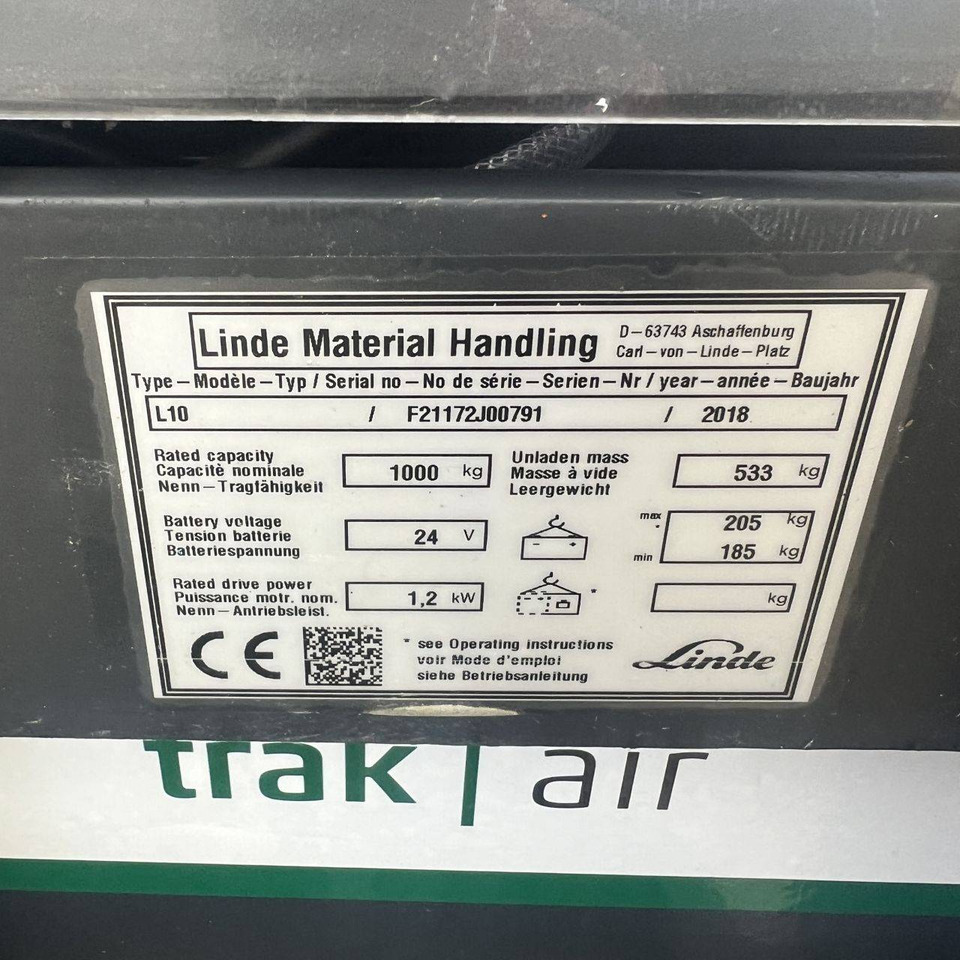 Linde Material Handling
D-63743 Aschaffenburg
Carl-von-Linde-Platz
Type-Modèle-Typ / Serial no-No de série-Serien-Nr / year-année-Baujahr
L10 / F21172J00791 / 2018
Rated capacity
Capacitè nominale
Nenn-Tragfähigkeit
1000 kg
Unladen mass
Masse à vide
Leergewicht
533 kg
Battery voltage
Tension batterie
Batteriespannung
24 V
max * 205 kg
min 185 kg
Rated drive power
Puissance motr. nom.
Nenn-Antriebsleist.
1,2 kW
*
kg
CE
* see Operating instructions
voir Mode d'emploi
siehe Betriebsanleitung
Linde
trak | air